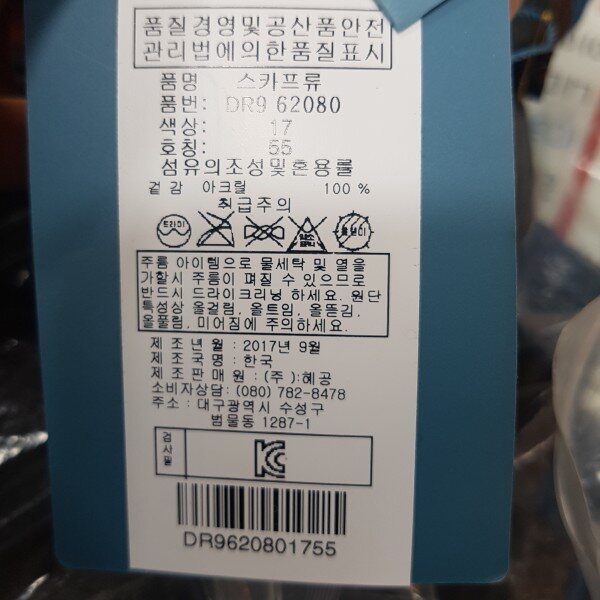 품질경영및공산품안전
관리법에의한품질표시
품명 스카프류
품번: DR9 62080
색상: 17
호칭: 55
섬유의조성및혼용률
겉감 아크릴 100 %
취급주의
드라이
염소
표백
주름 아이템으로 물세탁 및 열을
가할시 주름이 펴질 수 있으므로
반드시 드라이크리닝 하세요. 원단
특성상 올걸림, 올트임, 올뜯김,
올풀림, 미어짐에 주의하세요.
제 조 년 월 : 2017년 9월
제 조 국 명 : 한국
제 조 판 매 원 : (주):혜공
소비자상담: (080) 782-8478
주소 : 대구광역시 수성구
범물동 1287-1
검사필
KC
DR9620801755